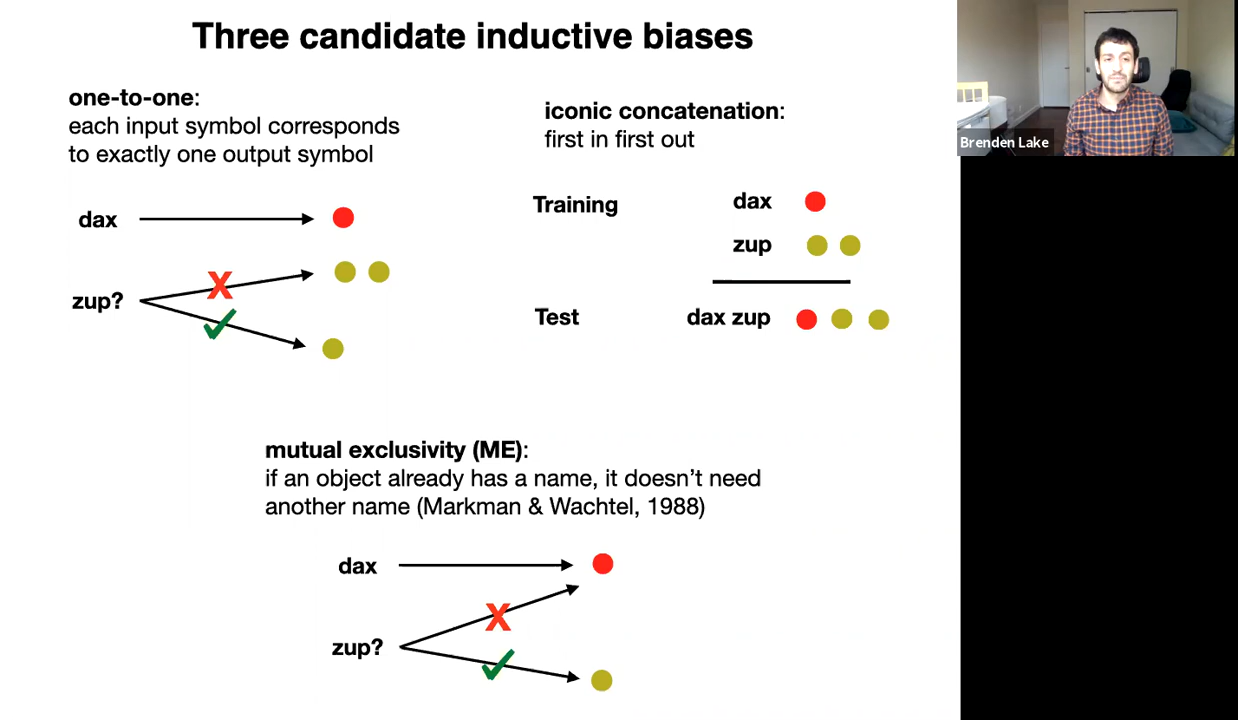 Three candidate inductive biases
one-to-one:
each input symbol corresponds
to exactly one output symbol
dax
zup?
X
iconic concatenation:
first in first out
Training
dax
zup
Test
dax zup
mutual exclusivity (ME):
if an object already has a name, it doesn’t need
another name (Markman & Wachtel, 1988)
dax
X
zup?
Brenden Lake